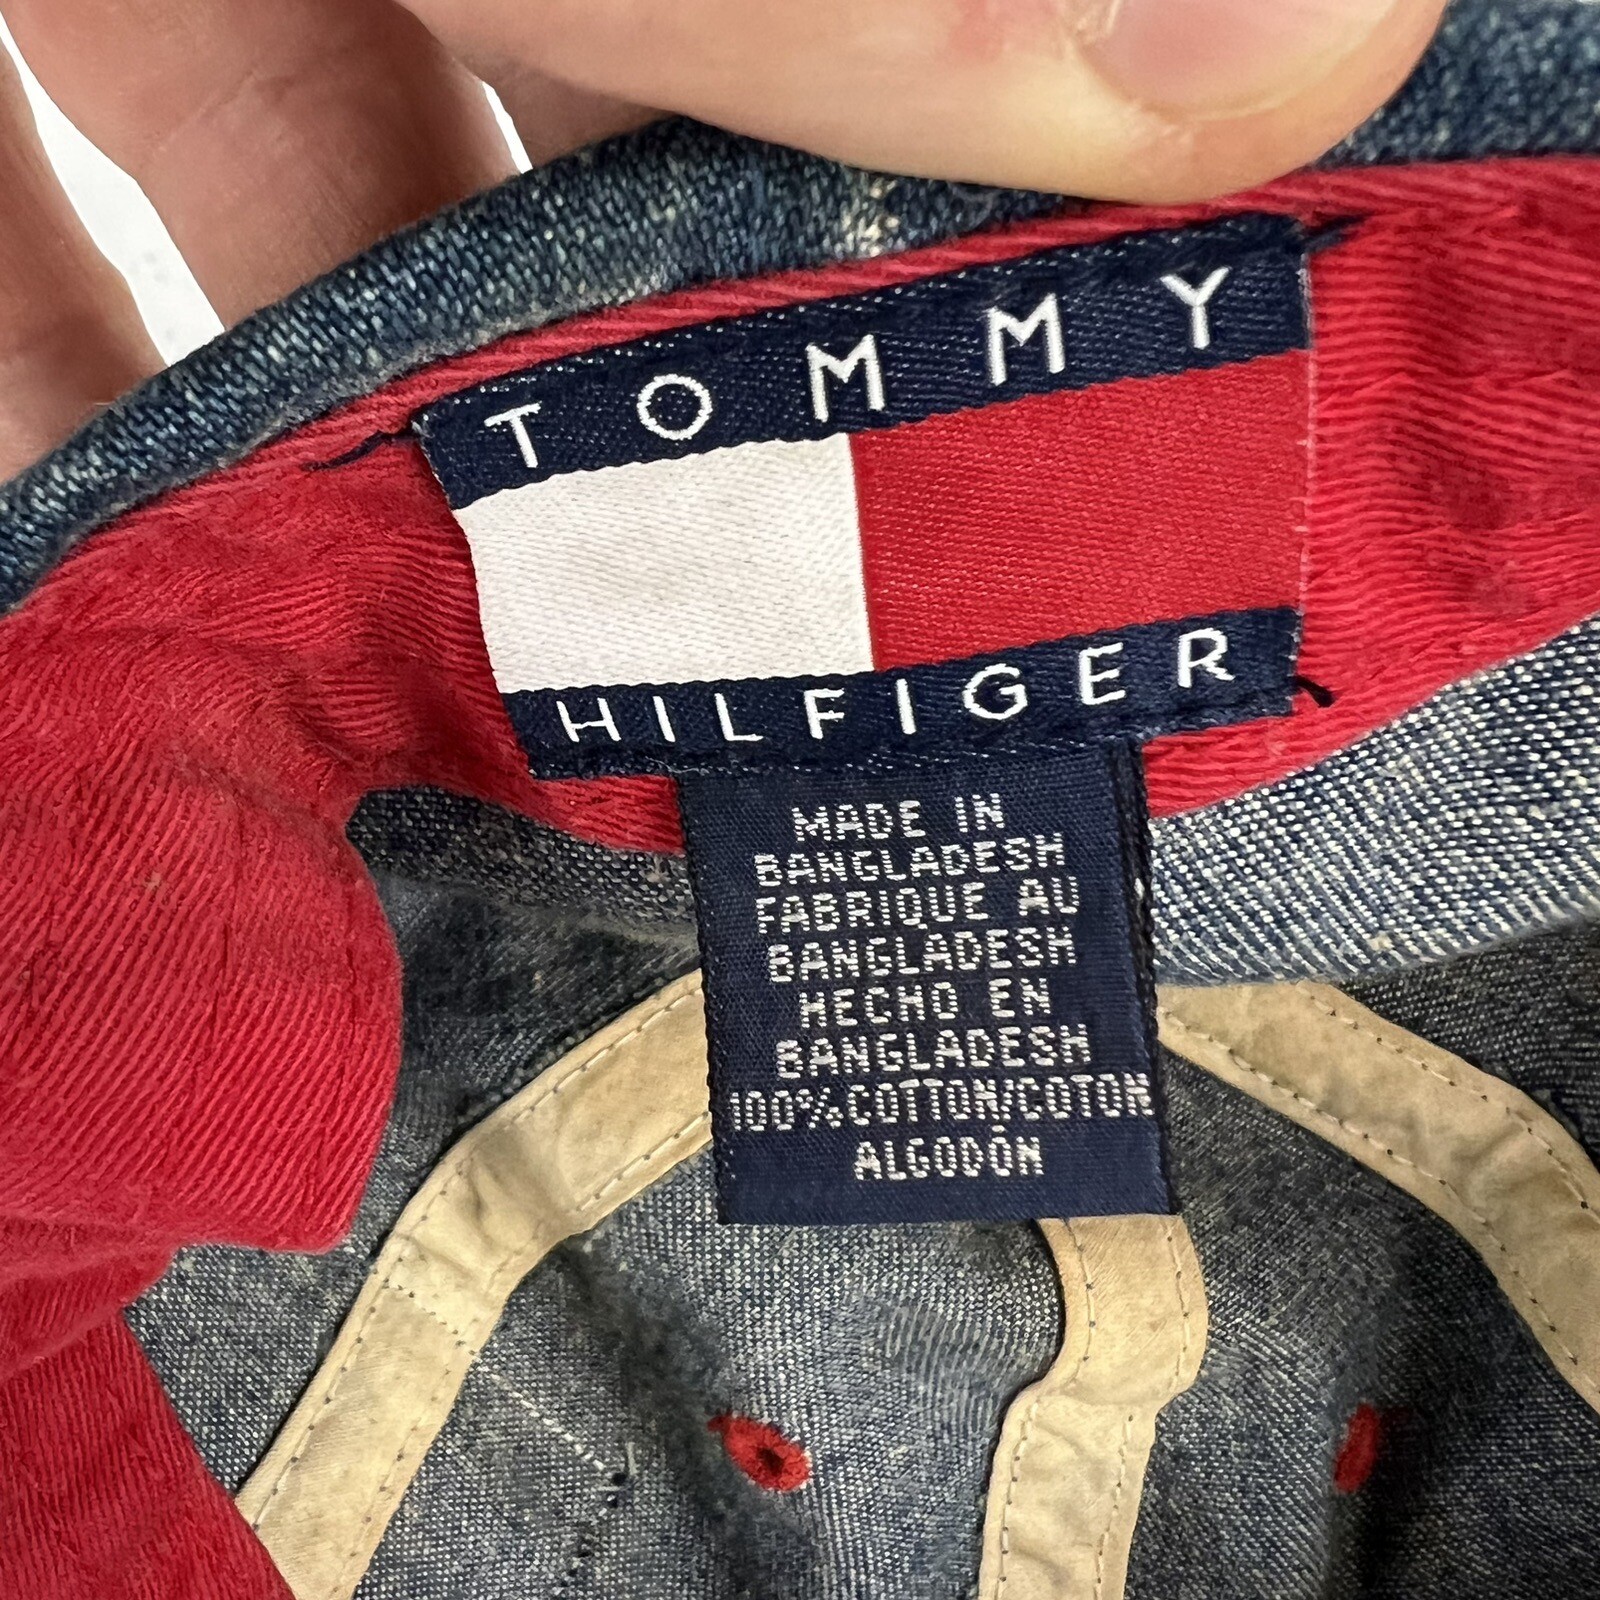 TOMMY
HILFIGER
MADE IN
BANGLADESH
FABRIQUE AU
BANGLADESH
HECHO EN
BANGLADESH
100%COTTON/COTON
ALGODÓN